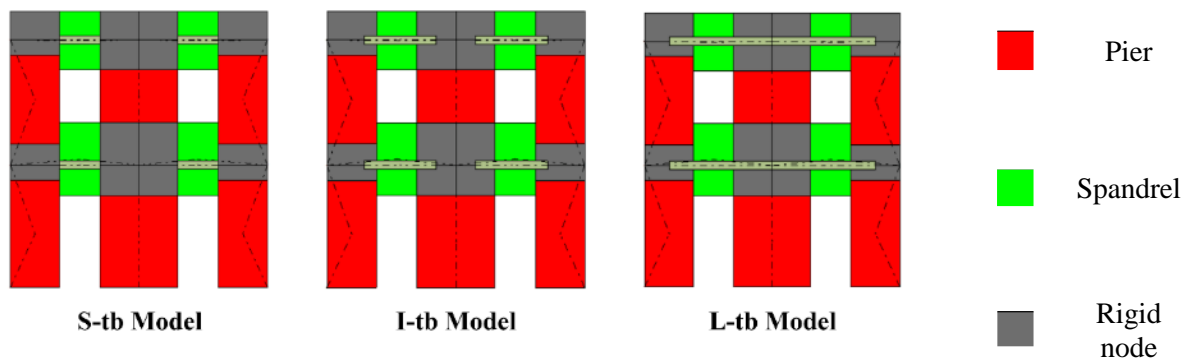 S-tb Model
I-tb Model
L-tb Model
Pier
Spandrel
Rigid
node